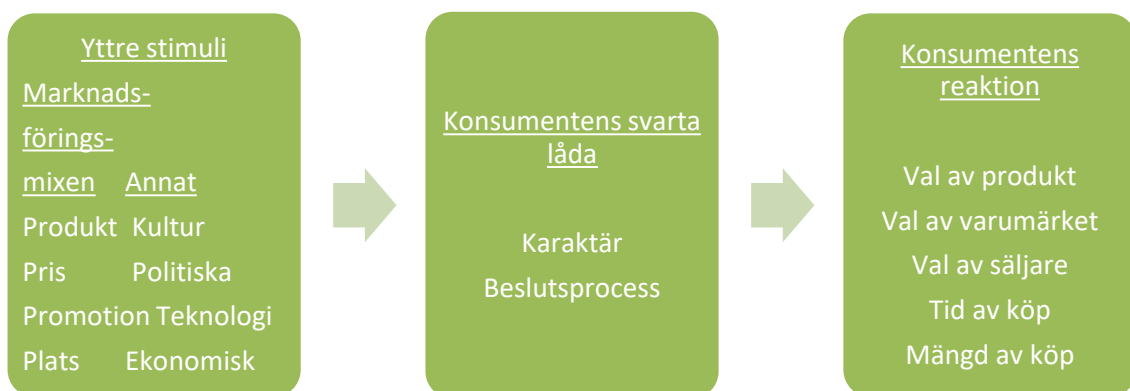 Yttre stimuli
Marknads-
förings-
mixen Annat
Produkt Kultur
Pris Politiska
Promotion Teknologi
Plats Ekonomisk
Konsumentens svarta
låda
Karaktär
Beslutsprocess
Konsumentens
reaktion
Val av produkt
Val av varumärket
Val av säljare
Tid av köp
Mängd av köp